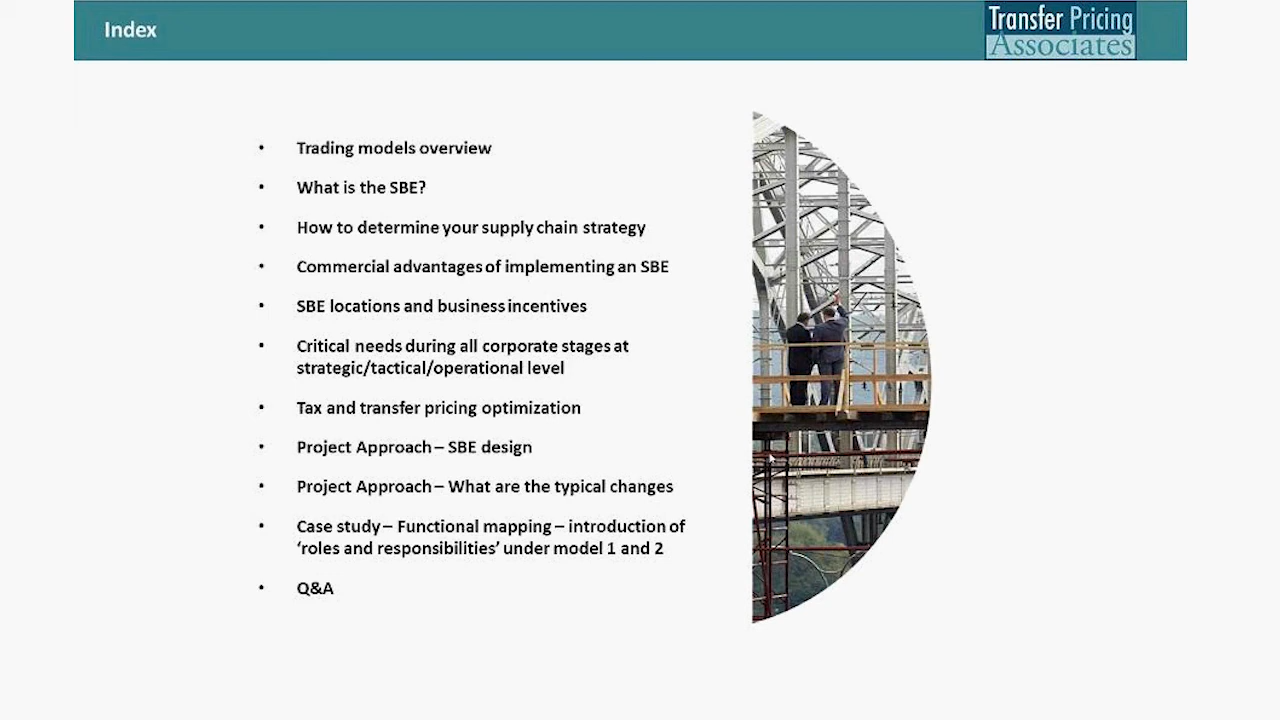 Index
Transfer Pricing
Associates
• Trading models overview
• What is the SBE?
• How to determine your supply chain strategy
• Commercial advantages of implementing an SBE
• SBE locations and business incentives
• Critical needs during all corporate stages at
strategic/tactical/operational level
• Tax and transfer pricing optimization
• Project Approach – SBE design
• Project Approach – What are the typical changes
• Case study – Functional mapping – introduction of
‘roles and responsibilities’ under model 1 and 2
• Q&A